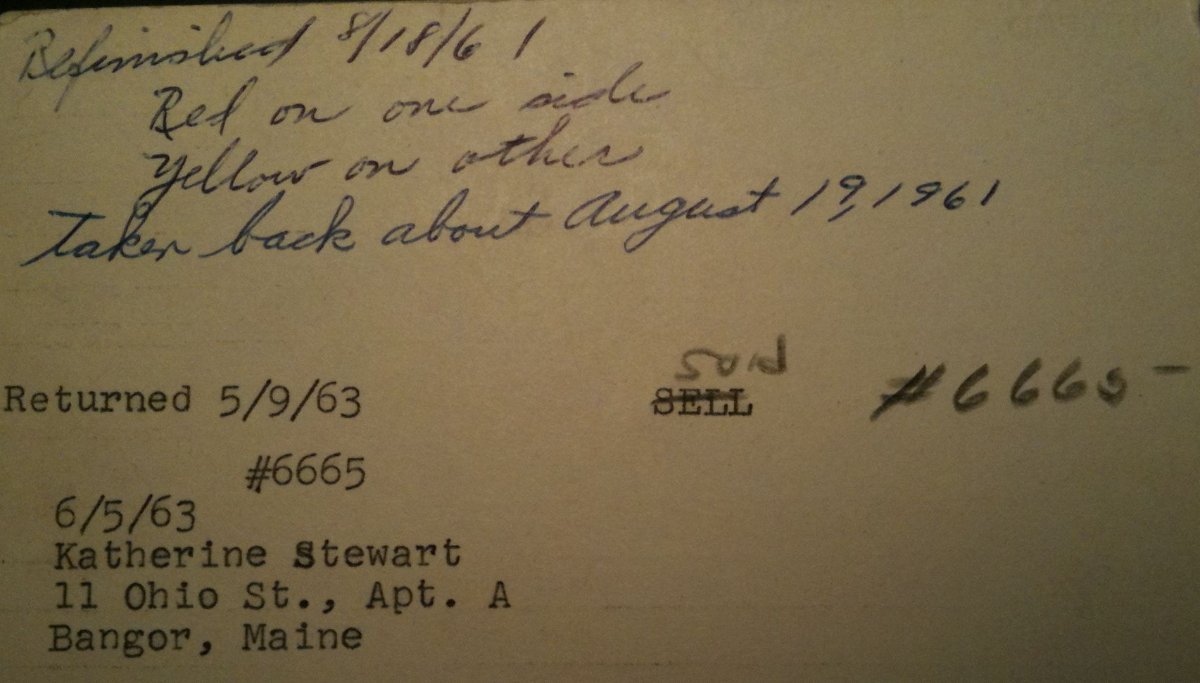 Refinished 8/18/61
Red on one side
Yellow on other
Taken back about August 19, 1961
sold
Returned 5/9/63 SELL #6665-
#6665
6/5/63
Katherine Stewart
11 Ohio St., Apt. A
Bangor, Maine